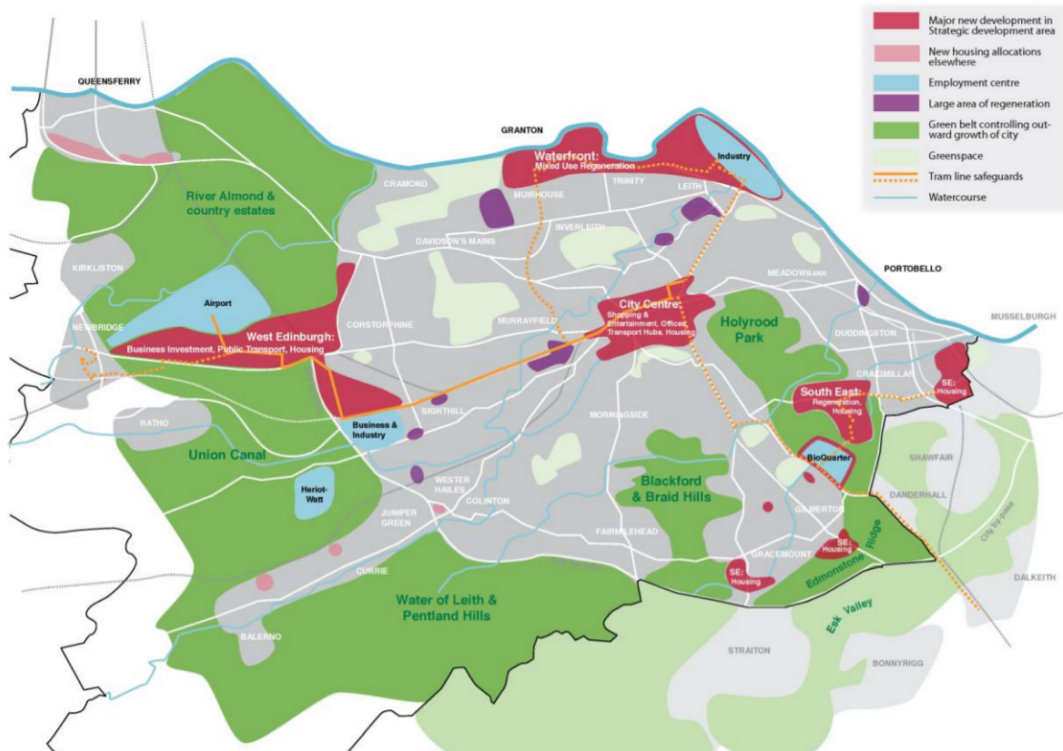 Major new development in
Strategic development area
New housing allocations
elsewhere
Employment centre
Large area of regeneration
Green belt controlling out-
ward growth of city
Greenspace
Tram line safeguards
Watercourse
QUEENSFERRY
GRANTON
Waterfront:
Mixed Use Regeneration
Industry
CRAMOND
MUIRHOUSE
TRINITY
LEITH
River Almond &
country estates
INVERLEITH
DAVIDSON'S MAINS
KIRKLISTON
MEADOWBANK
PORTOBELLO
Airport
City Centre:
Shopping &
Entertainment, Offices,
Transport Hubs, Housing
MUSSELBURGH
NEWBRIDGE
CORSTORPHINE
MURRAYFIELD
Holyrood
Park
DUDDINGSTON
West Edinburgh:
Business Investment, Public Transport, Housing
CRAIGMILLAR
SE:
Housing
South East:
Regeneration,
Housing
SIGHTHILL
MORNINGSIDE
RATHO
Business &
Industry
Union Canal
BioQuarter
SHAWFAIR
Heriot-
Watt
WESTER
HAILES
COLINTON
Blackford
& Braid Hills
DANDERHALL
JUNIPER
GREEN
GILMERTON
City by-pass
FAIRMILEHEAD
GRACEMOUNT
SE:
Housing
Edmonstone Ridge
CURRIE
SE:
Housing
DALKEITH
Water of Leith &
Pentland Hills
Esk Valley
BALERNO
STRAITON
BONNYRIGG